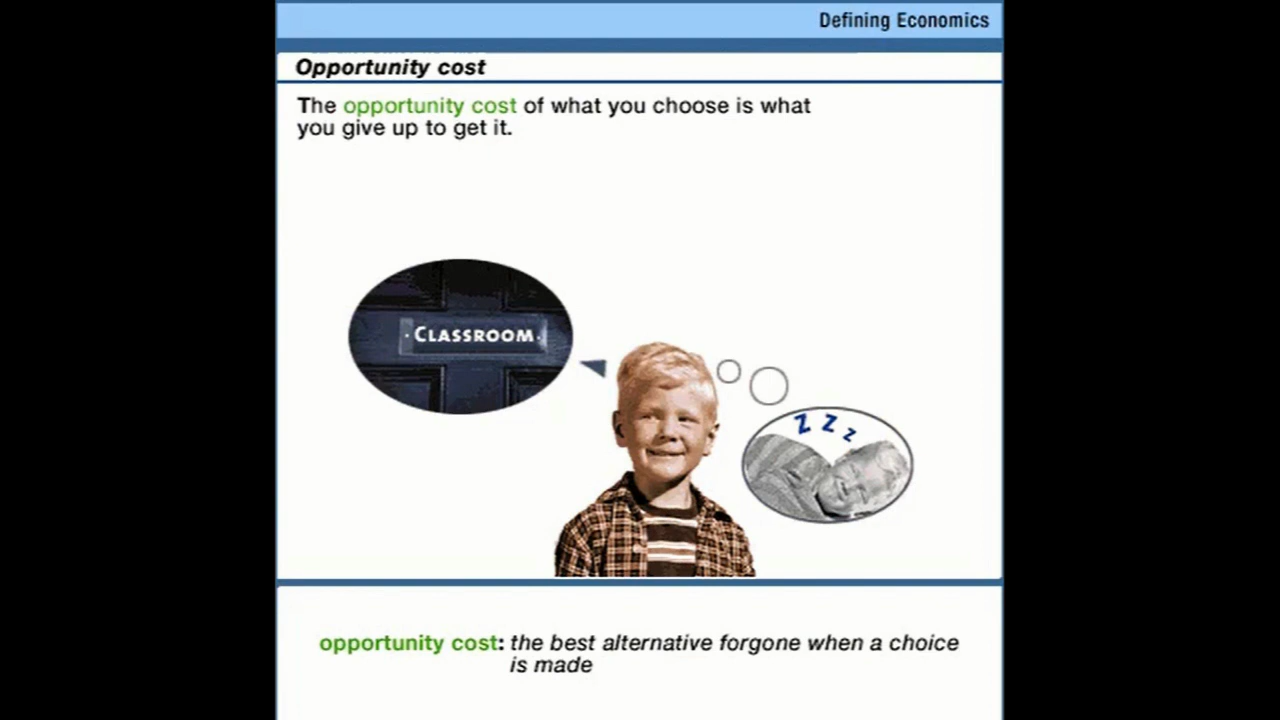 Defining Economics
Opportunity cost
The opportunity cost of what you choose is what
you give up to get it.
· CLASSROOM ·
Z Z Z
opportunity cost: the best alternative forgone when a choice
is made